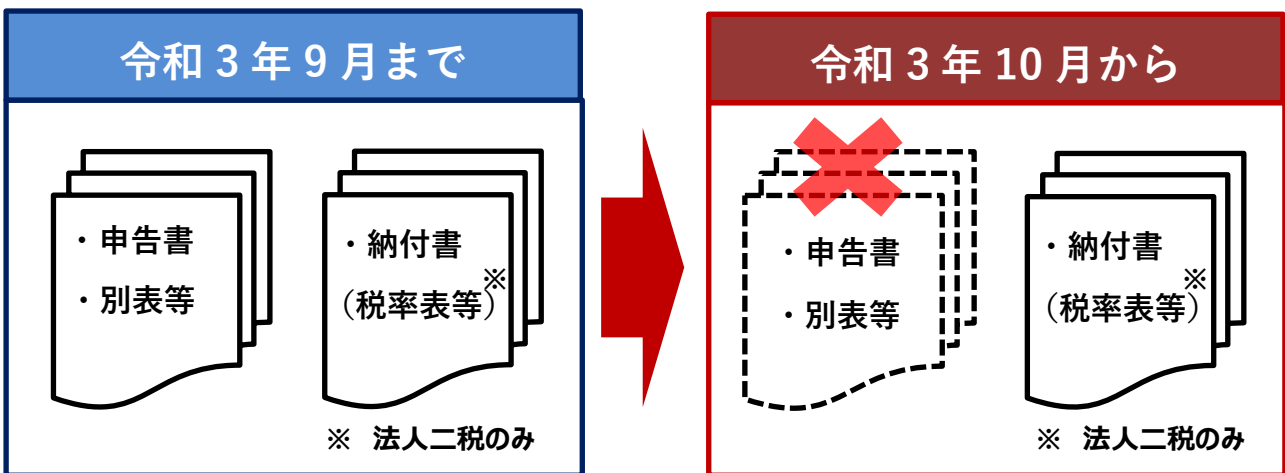 令和 3 年 9 月まで
・申告書
・別表等
・納付書
（税率表等）※
※ 法人二税のみ
令和 3 年 10 月から
・申告書
・別表等
・納付書
（税率表等）※
※ 法人二税のみ